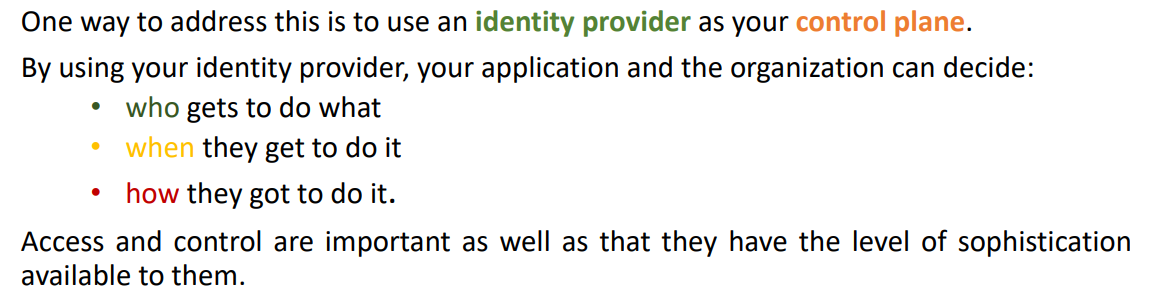 One way to address this is to use an identity provider as your control plane.
By using your identity provider, your application and the organization can decide:
• who gets to do what
• when they get to do it
• how they got to do it.
Access and control are important as well as that they have the level of sophistication
available to them.